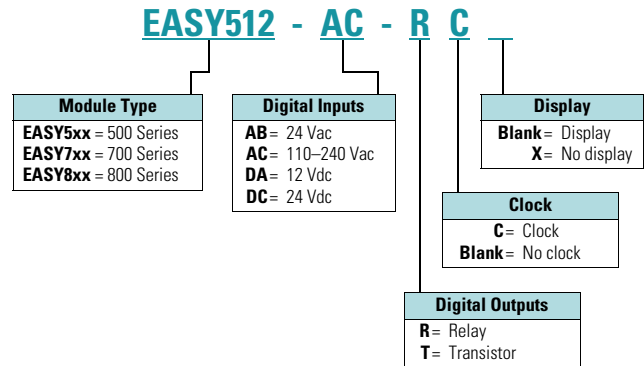 EASY512 - AC - R C _
Module Type
EASY5xx = 500 Series
EASY7xx = 700 Series
EASY8xx = 800 Series
Digital Inputs
AB = 24 Vac
AC = 110–240 Vac
DA = 12 Vdc
DC = 24 Vdc
Display
Blank = Display
X = No display
Clock
C = Clock
Blank = No clock
Digital Outputs
R = Relay
T = Transistor